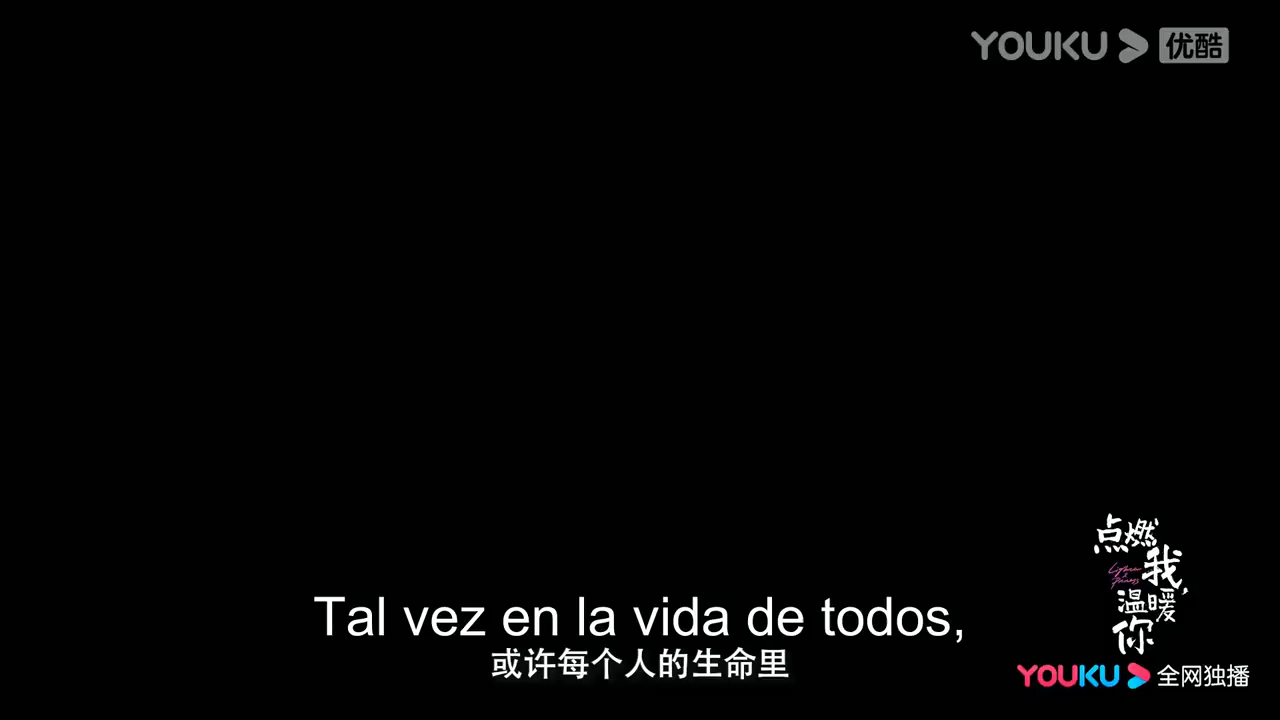 YOUKU 优酷
点燃
我,
温暖
你
Tal vez en la vida de todos,
或许每个人的生命里
YOUKU 全网独播